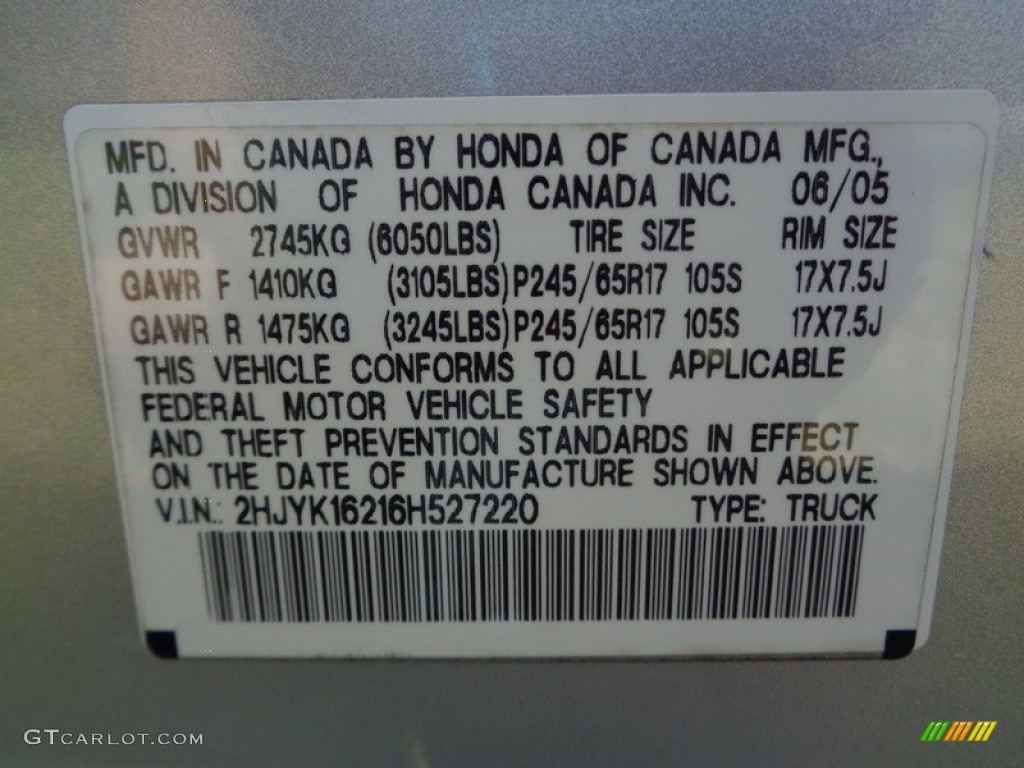 MFD. IN CANADA BY HONDA OF CANADA MFG.,
A DIVISION OF HONDA CANADA INC. 06/05
GVWR 2745KG (6050LBS) TIRE SIZE RIM SIZE
GAWR F 1410KG (3105LBS) P245/65R17 105S 17X7.5J
GAWR R 1475KG (3245LBS) P245/65R17 105S 17X7.5J
THIS VEHICLE CONFORMS TO ALL APPLICABLE
FEDERAL MOTOR VEHICLE SAFETY
AND THEFT PREVENTION STANDARDS IN EFFECT
ON THE DATE OF MANUFACTURE SHOWN ABOVE.
V.I.N.: 2HJYK16216H527220 TYPE: TRUCK
GTCARLOT.COM